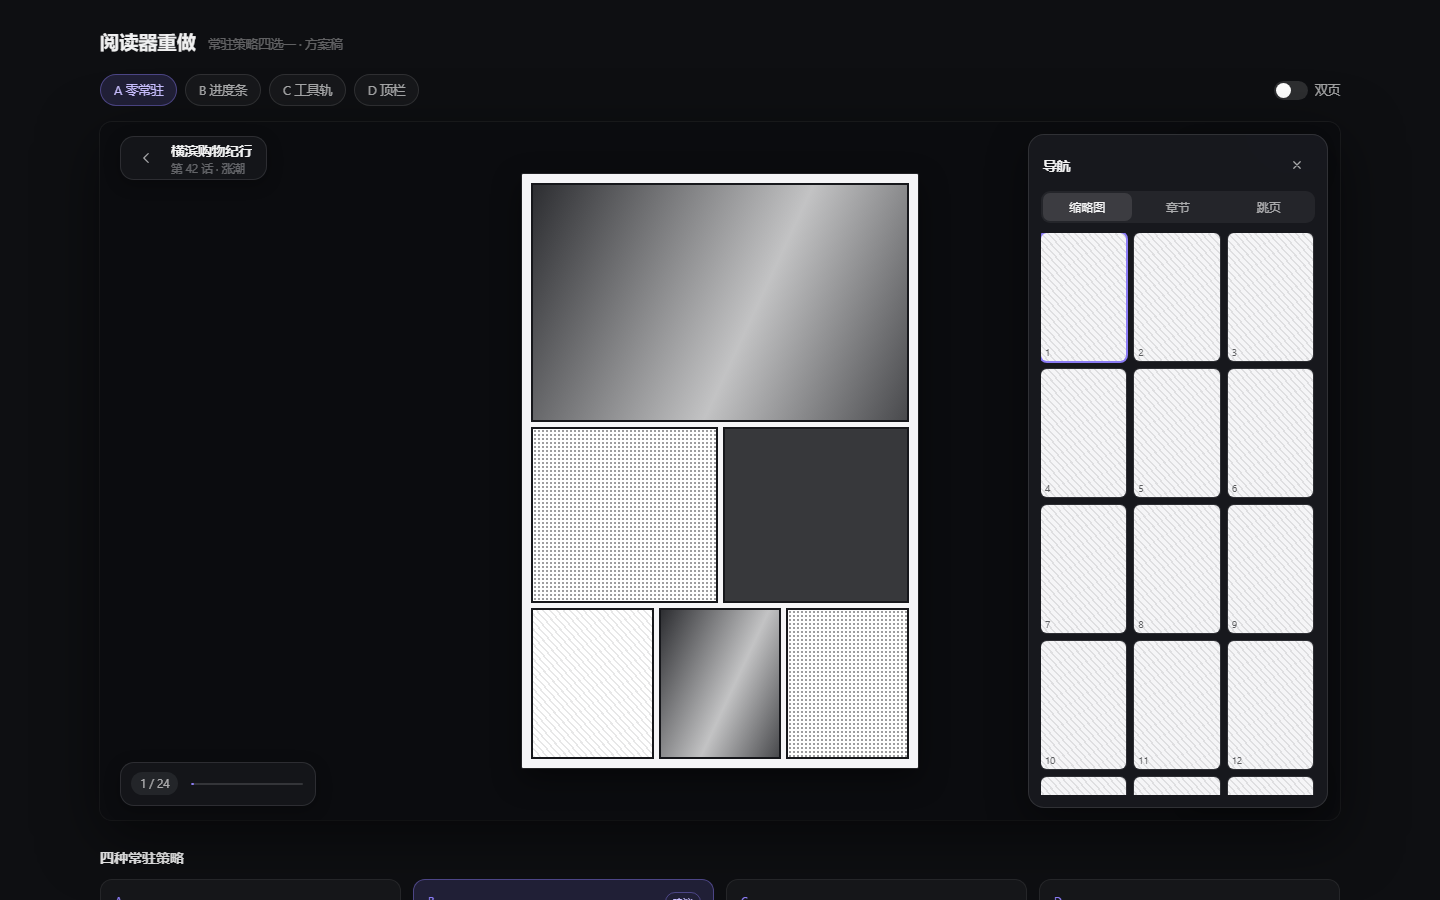 阅读器重做 常驻策略四选一 · 方案稿
A 零常驻 B 进度条 C 工具轨 D 顶栏 双页
横滨购物纪行
第 42 话 · 涨潮
导航 ×
缩略图 章节 跳页
1 2 3
4 5 6
7 8 9
10 11 12
1 / 24
四种常驻策略